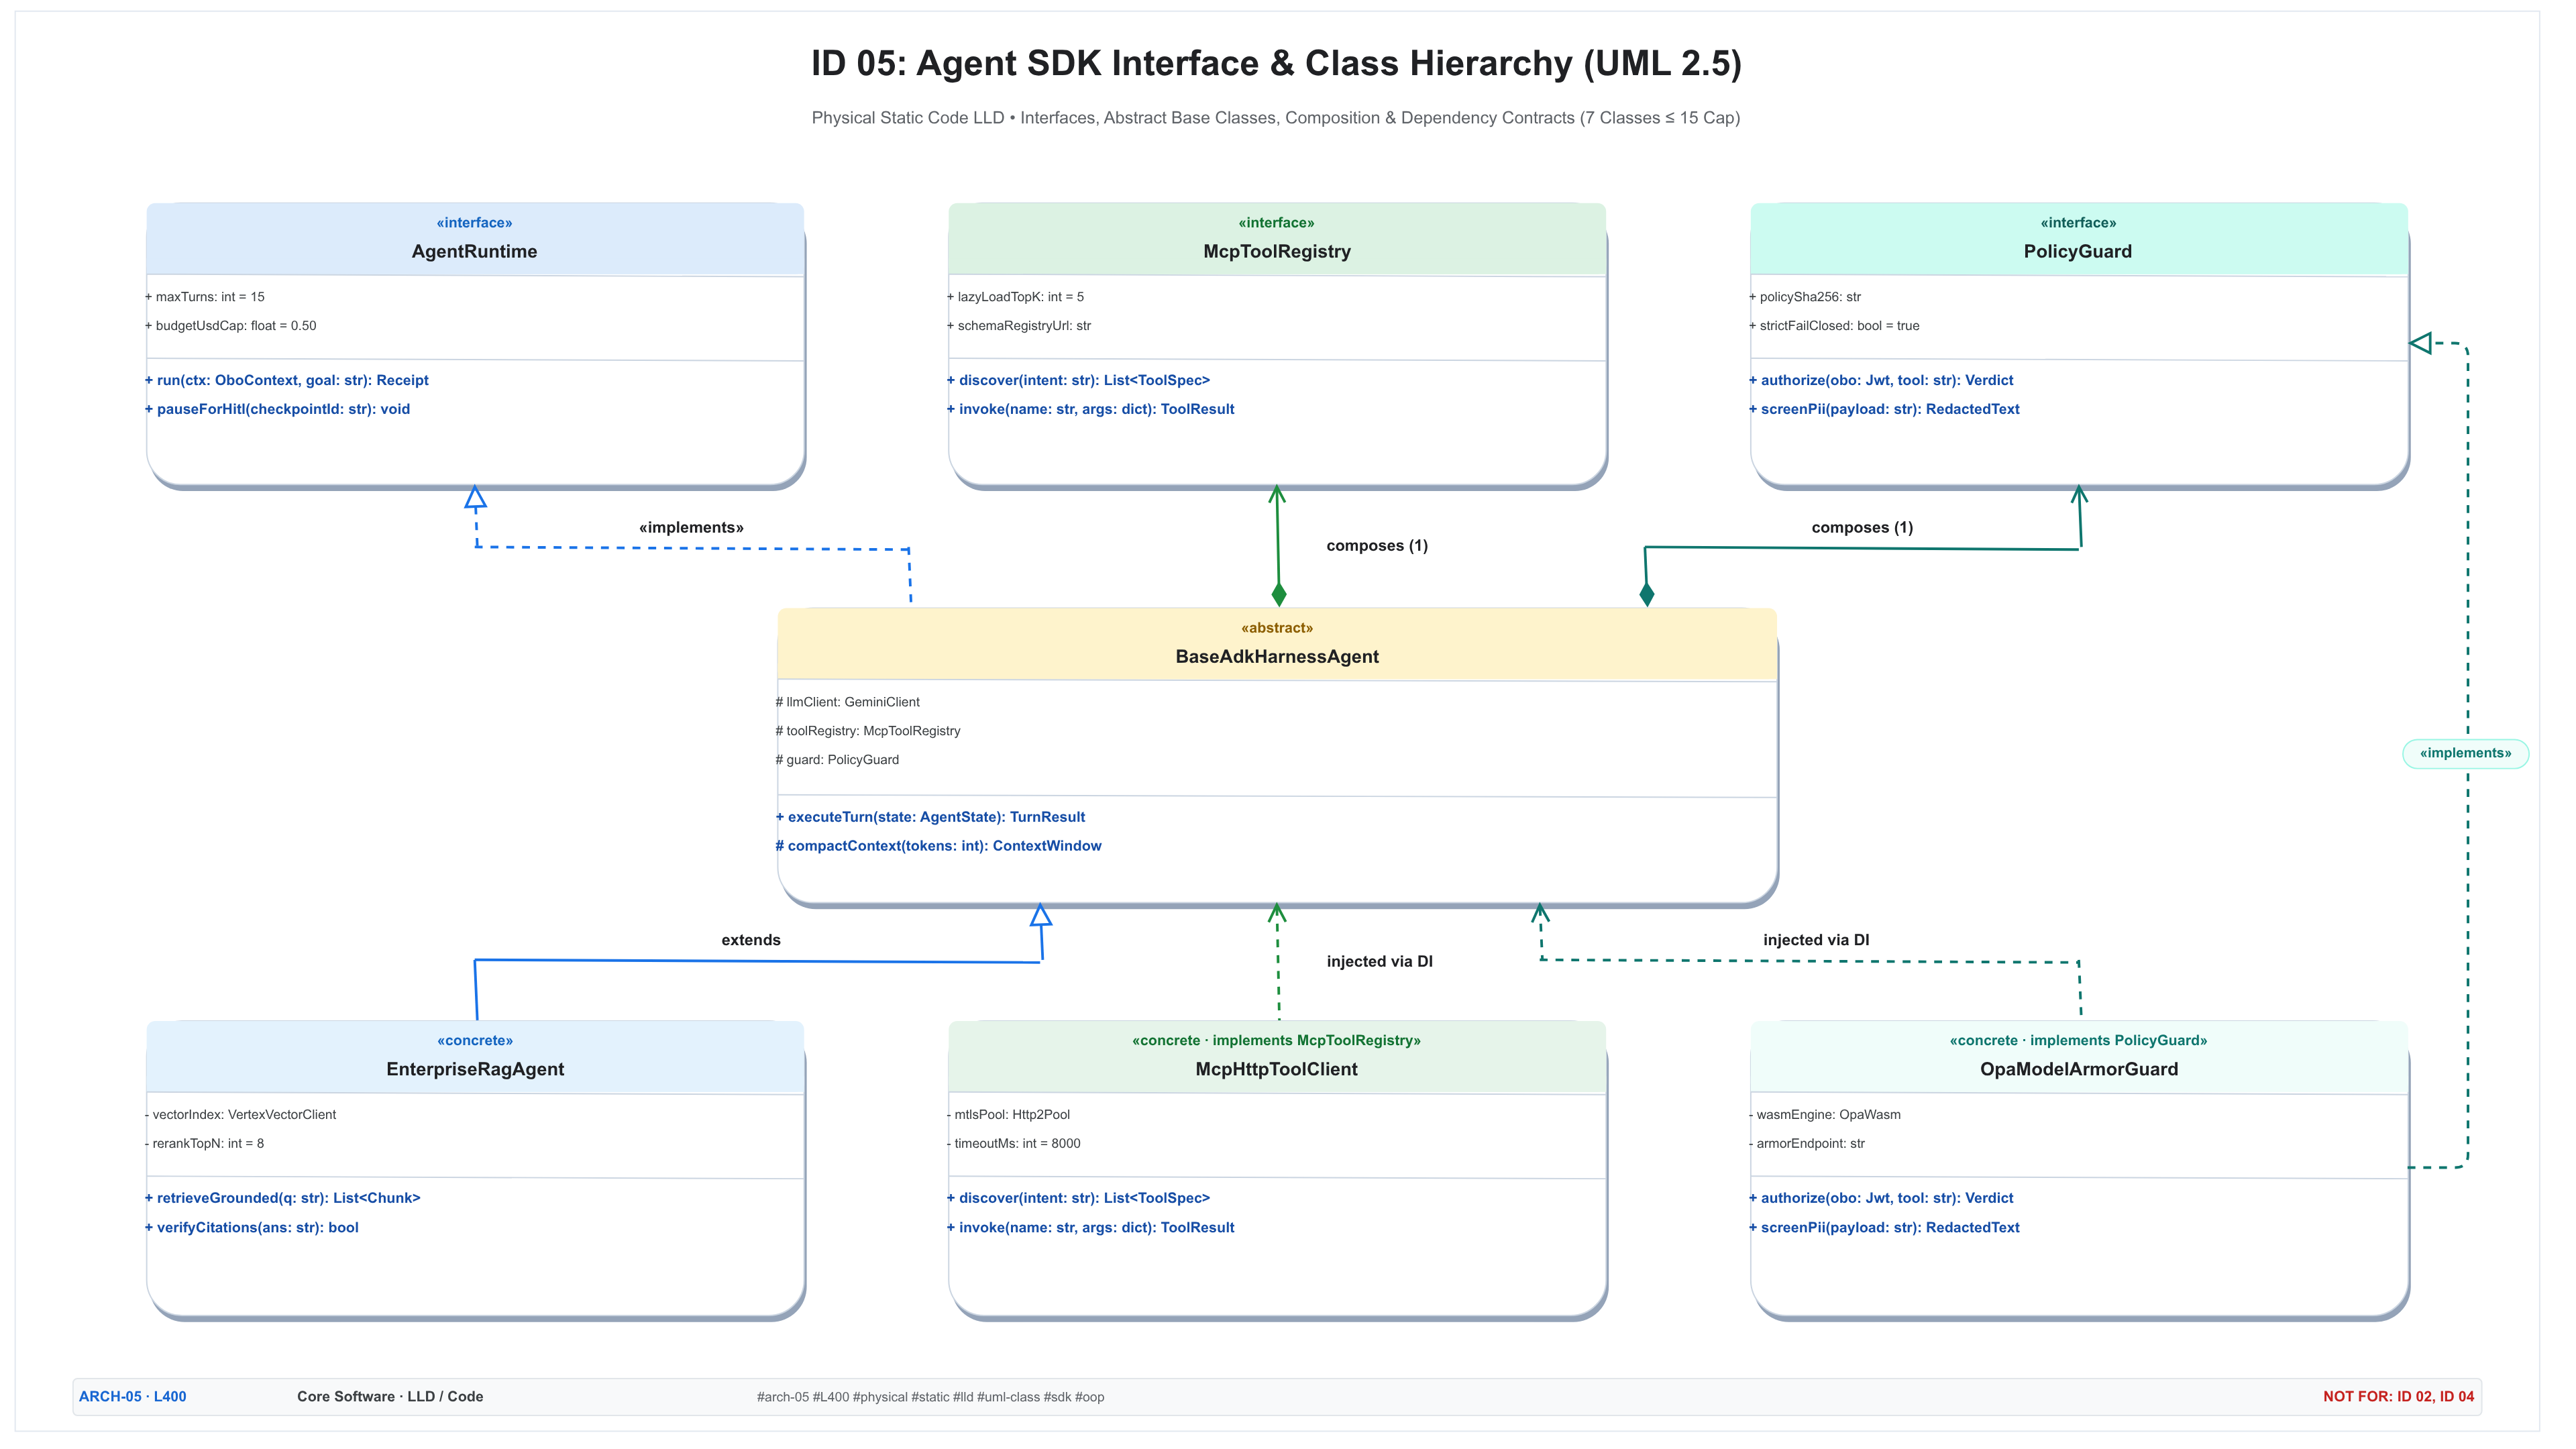 ID 05: Agent SDK Interface & Class Hierarchy (UML 2.5)
Physical Static Code LLD • Interfaces, Abstract Base Classes, Composition & Dependency Contracts (7 Classes ≤ 15 Cap)
«interface»
AgentRuntime
+ maxTurns: int = 15
+ budgetUsdCap: float = 0.50
+ run(ctx: OboContext, goal: str): Receipt
+ pauseForHitl(checkpointId: str): void
«interface»
McpToolRegistry
+ lazyLoadTopK: int = 5
+ schemaRegistryUrl: str
+ discover(intent: str): List<ToolSpec>
+ invoke(name: str, args: dict): ToolResult
«interface»
PolicyGuard
+ policySha256: str
+ strictFailClosed: bool = true
+ authorize(obo: Jwt, tool: str): Verdict
+ screenPii(payload: str): RedactedText
«implements»
composes (1)
composes (1)
«abstract»
BaseAdkHarnessAgent
# llmClient: GeminiClient
# toolRegistry: McpToolRegistry
# guard: PolicyGuard
+ executeTurn(state: AgentState): TurnResult
# compactContext(tokens: int): ContextWindow
«implements»
extends
injected via DI
injected via DI
«concrete»
EnterpriseRagAgent
- vectorIndex: VertexVectorClient
- rerankTopN: int = 8
+ retrieveGrounded(q: str): List<Chunk>
+ verifyCitations(ans: str): bool
«concrete · implements McpToolRegistry»
McpHttpToolClient
- mtlsPool: Http2Pool
- timeoutMs: int = 8000
+ discover(intent: str): List<ToolSpec>
+ invoke(name: str, args: dict): ToolResult
«concrete · implements PolicyGuard»
OpaModelArmorGuard
- wasmEngine: OpaWasm
- armorEndpoint: str
+ authorize(obo: Jwt, tool: str): Verdict
+ screenPii(payload: str): RedactedText
ARCH-05 · L400
Core Software · LLD / Code
#arch-05 #L400 #physical #static #lld #uml-class #sdk #oop
NOT FOR: ID 02, ID 04